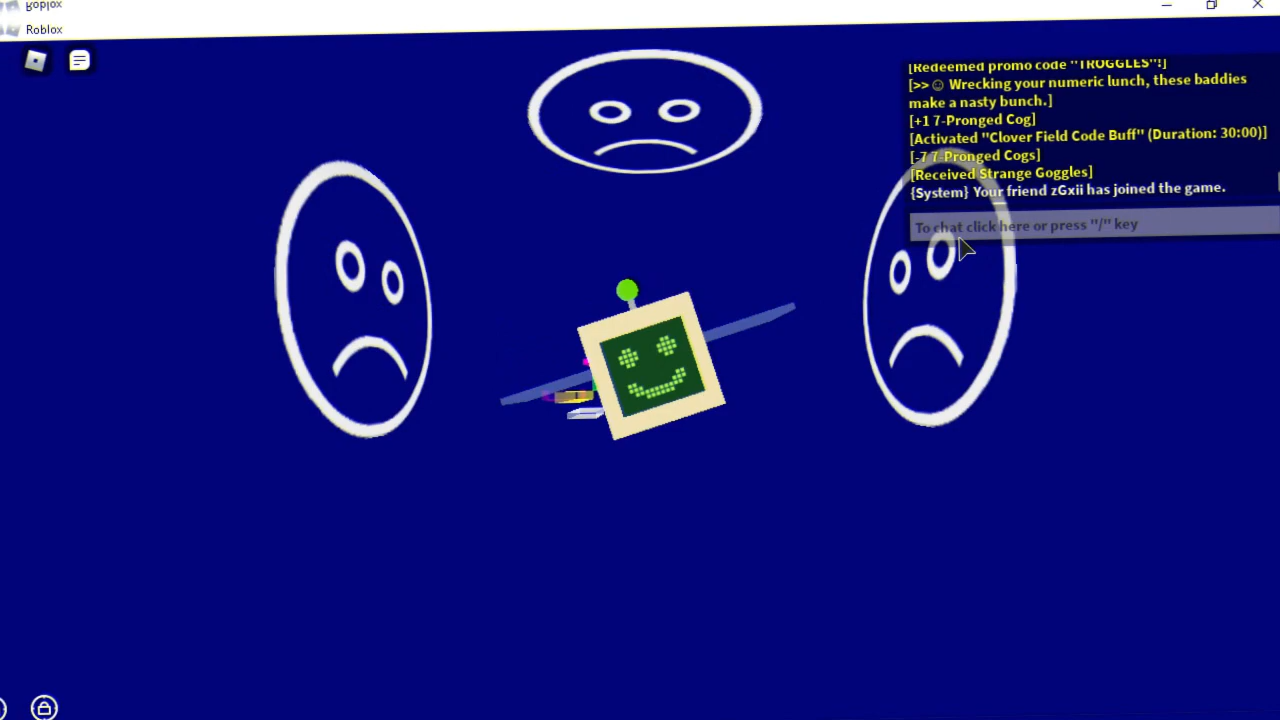 Roblox
Roblox
[Redeemed promo code "TROGGLES"!]
[>>☺ Wrecking your numeric lunch, these baddies
make a nasty bunch.]
[+1 7-Pronged Cog]
[Activated "Clover Field Code Buff" (Duration: 30:00)]
[-7 7-Pronged Cogs]
[Received Strange Goggles]
{System} Your friend zGxii has joined the game.
To chat click here or press "/" key